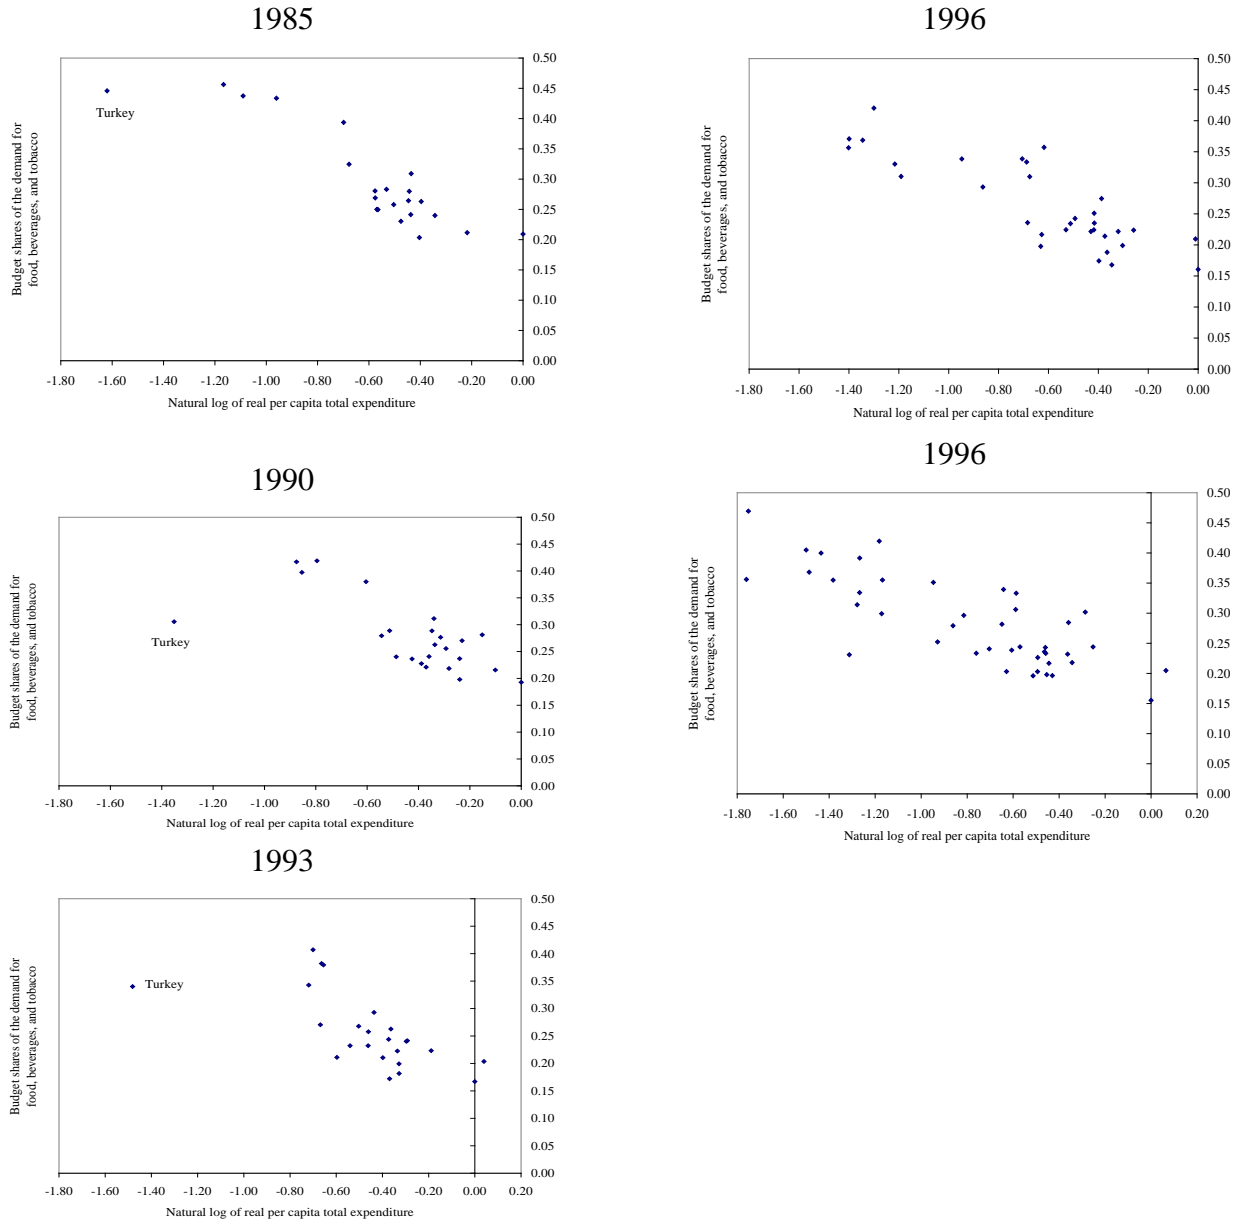 1985
0.50
0.45
0.40
0.35
0.30
0.25
0.20
0.15
0.10
0.05
0.00
Turkey
Budget shares of the demand for
food, beverages, and tobacco
-1.80 -1.60 -1.40 -1.20 -1.00 -0.80 -0.60 -0.40 -0.20 0.00
Natural log of real per capita total expenditure
1996
0.50
0.45
0.40
0.35
0.30
0.25
0.20
0.15
0.10
0.05
0.00
Budget shares of the demand for
food, beverages, and tobacco
-1.80 -1.60 -1.40 -1.20 -1.00 -0.80 -0.60 -0.40 -0.20 0.00
Natural log of real per capita total expenditure
1990
0.50
0.45
0.40
0.35
0.30
0.25
0.20
0.15
0.10
0.05
0.00
Turkey
Budget shares of the demand for
food, beverages, and tobacco
-1.80 -1.60 -1.40 -1.20 -1.00 -0.80 -0.60 -0.40 -0.20 0.00
Natural log of real per capita total expenditure
1996
0.50
0.45
0.40
0.35
0.30
0.25
0.20
0.15
0.10
0.05
0.00
Budget shares of the demand for
food, beverages, and tobacco
-1.80 -1.60 -1.40 -1.20 -1.00 -0.80 -0.60 -0.40 -0.20 0.00 0.20
Natural log of real per capita total expenditure
1993
0.50
0.45
0.40
0.35
0.30
0.25
0.20
0.15
0.10
0.05
0.00
Turkey
Budget shares of the demand for
food, beverages, and tobacco
-1.80 -1.60 -1.40 -1.20 -1.00 -0.80 -0.60 -0.40 -0.20 0.00 0.20
Natural log of real per capita total expenditure